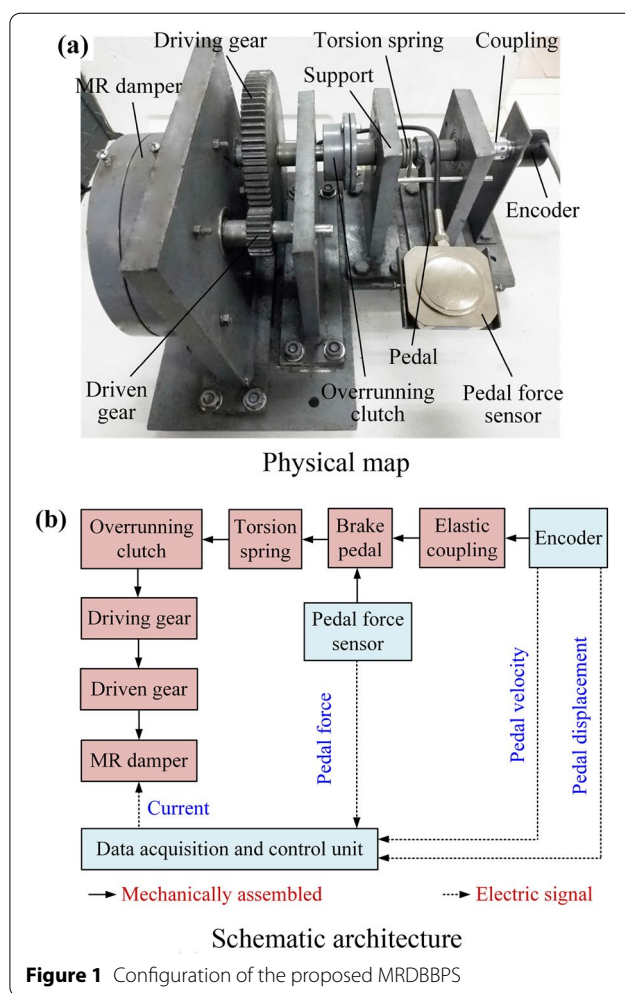 (a)
Driving gear
Torsion spring
Coupling
MR damper
Support
Encoder
Pedal
Driven
gear
Overrunning
clutch
Pedal force
sensor
Physical map
(b)
Overrunning
clutch
Torsion
spring
Brake
pedal
Elastic
coupling
Encoder
Driving gear
Pedal force
sensor
Driven gear
MR damper
Pedal force
Pedal velocity
Pedal displacement
Current
Data acquisition and control unit
Mechanically assembled
Electric signal
Schematic architecture
Figure 1 Configuration of the proposed MRDBBPS